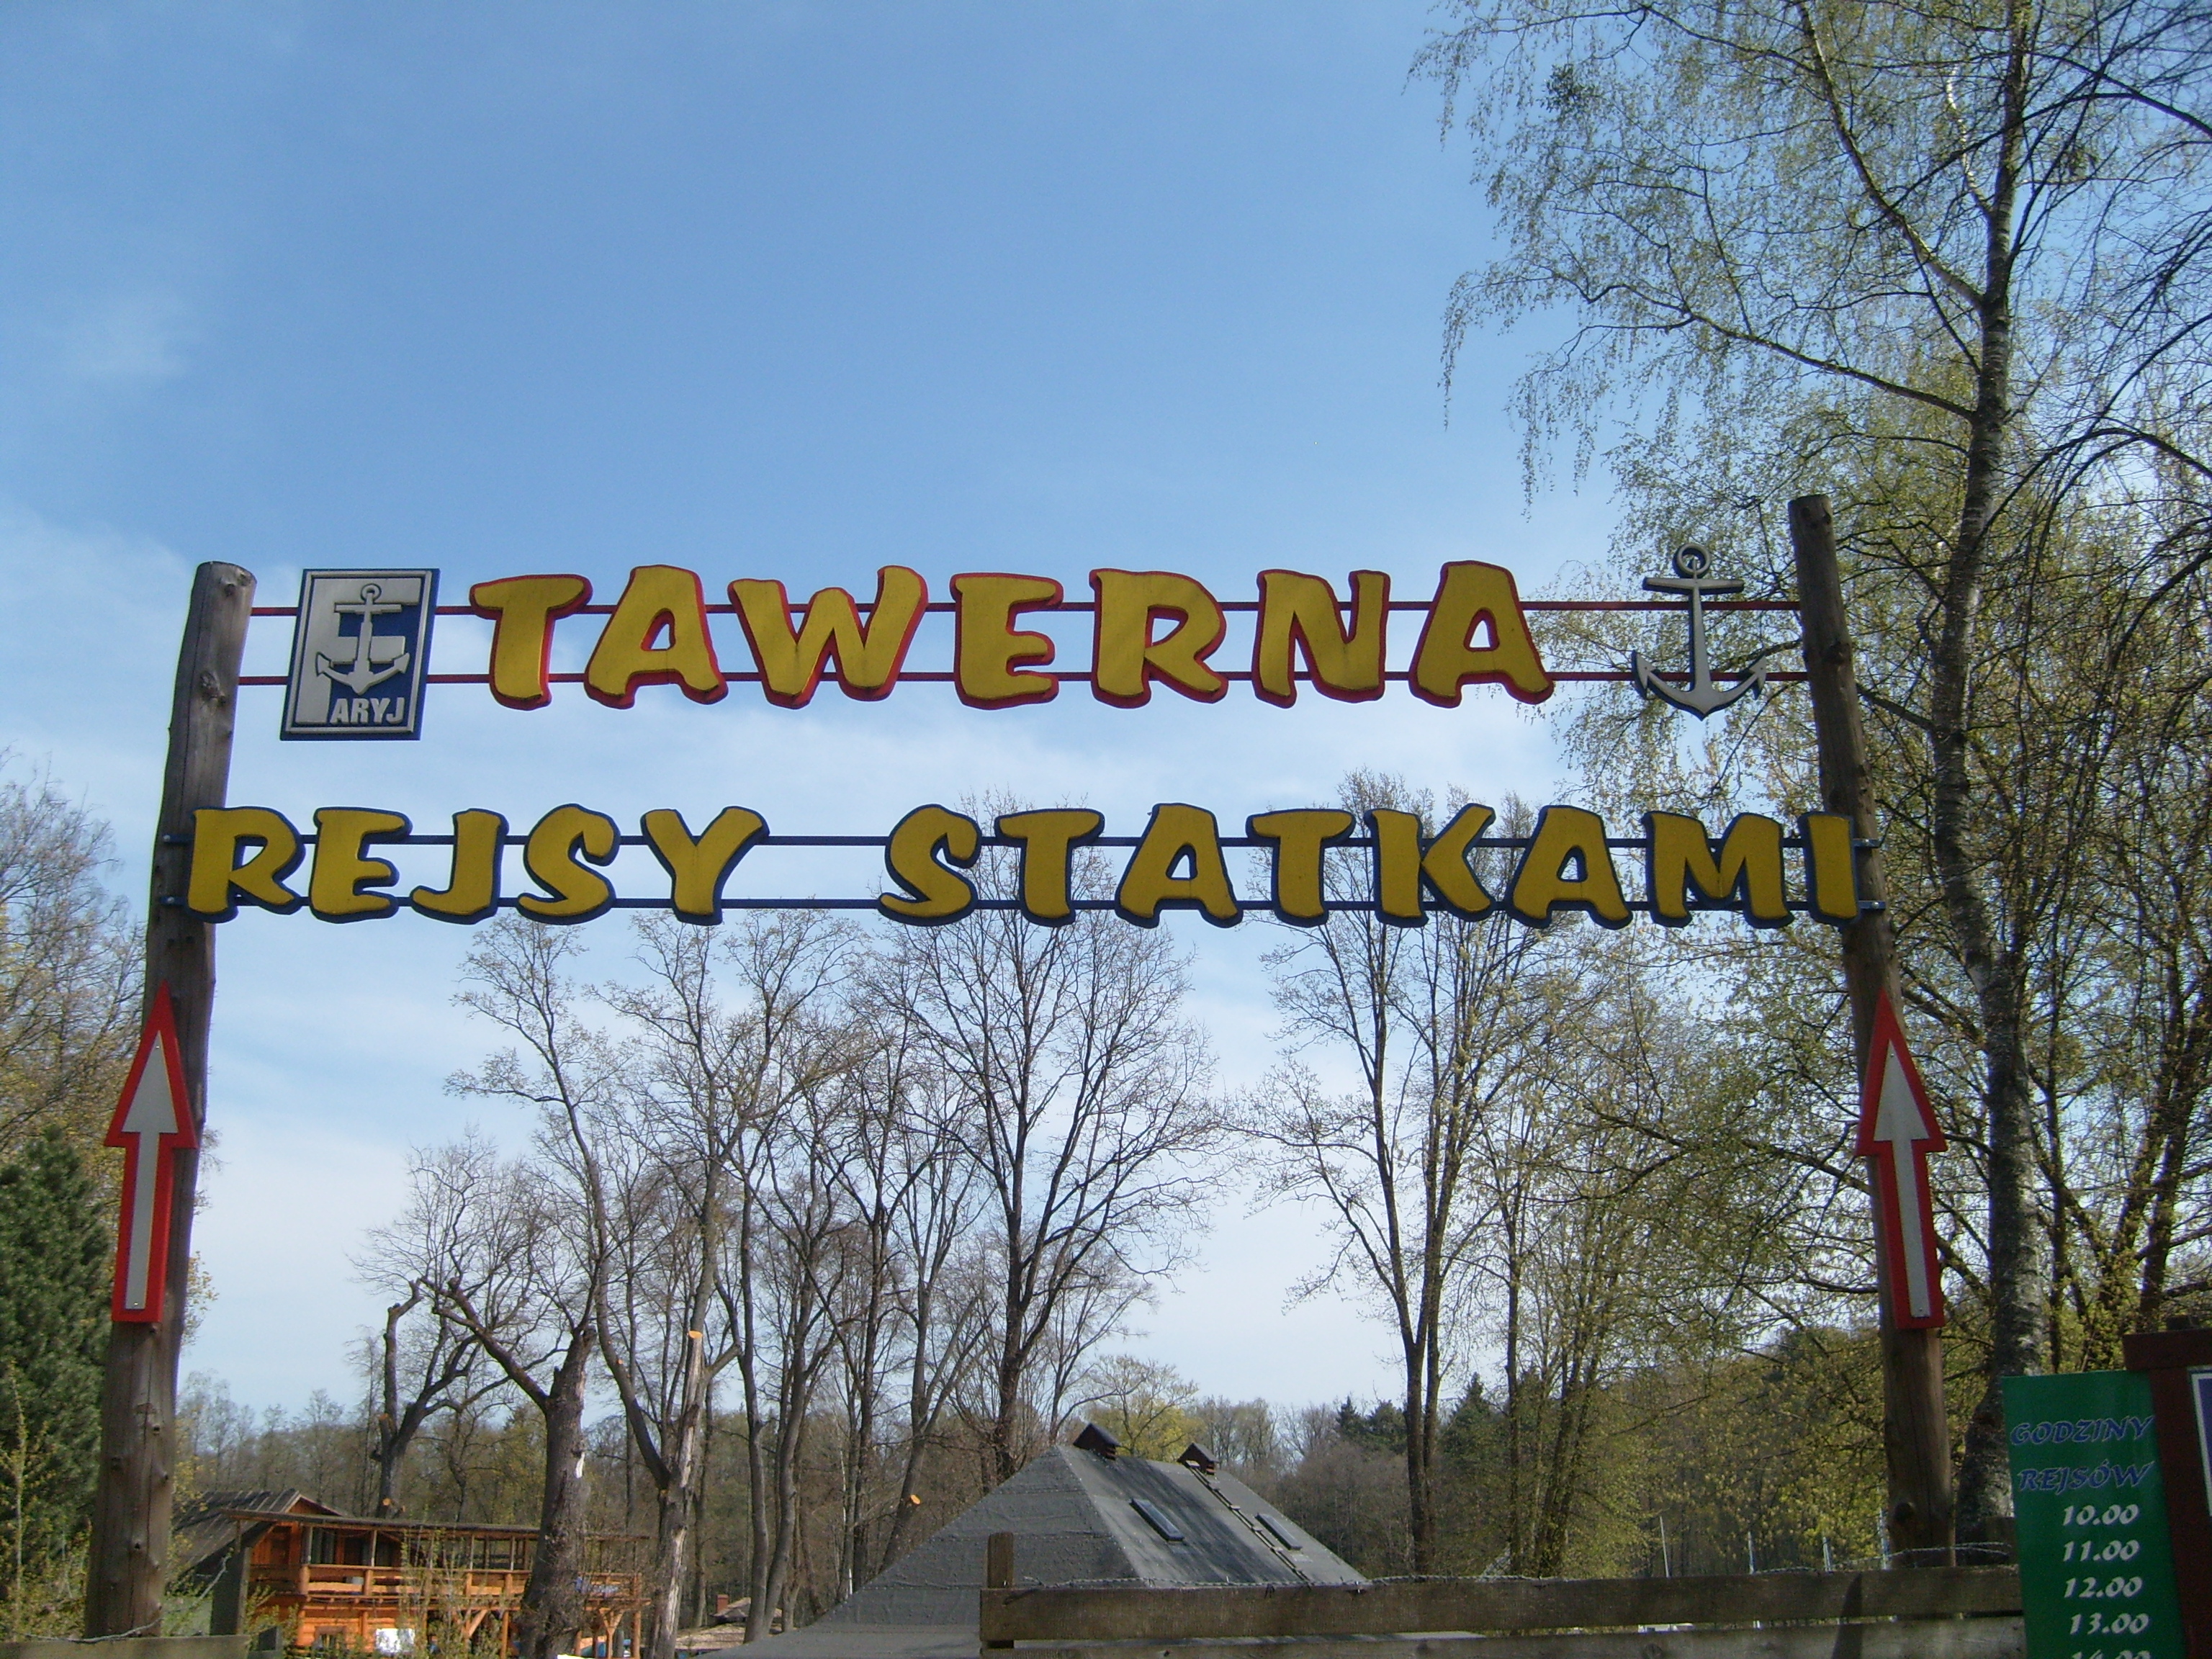 TAWERNA
ARYJ
REJSY STATKAMI
GODZINY
REJSÓW
10.00
11.00
12.00
13.00